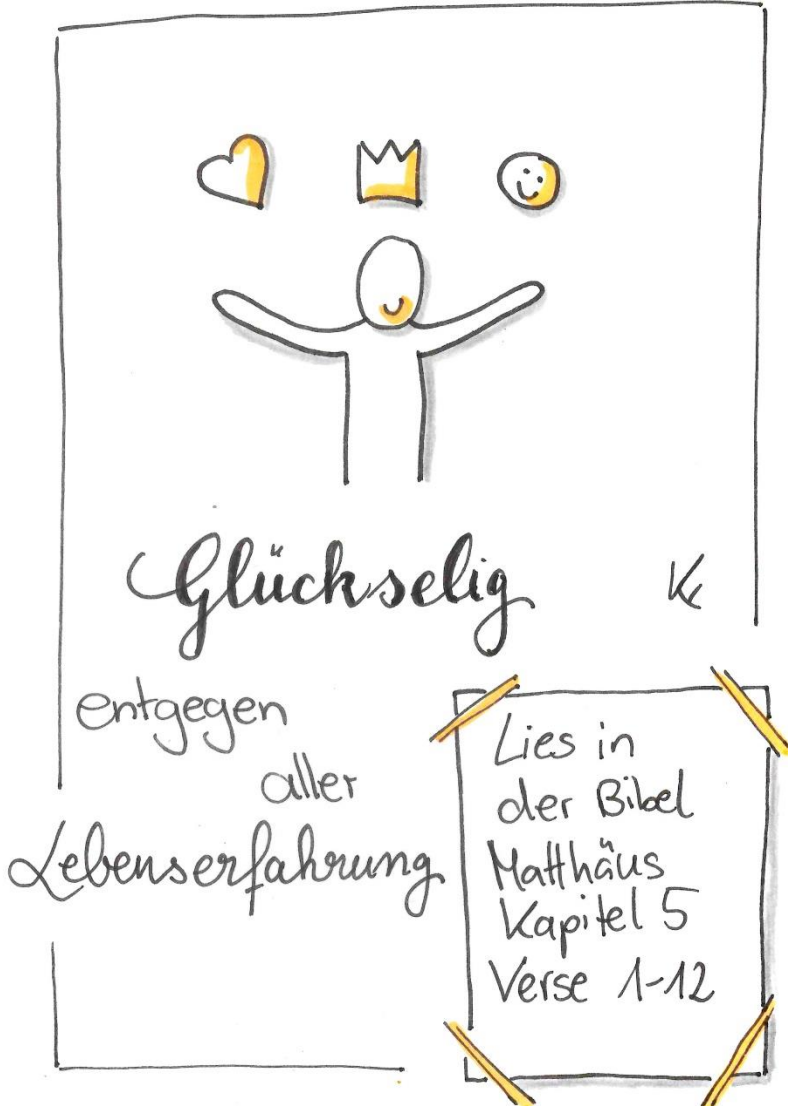 Glückselig
entgegen
aller
Lebenserfahrung
Lies in
der Bibel
Matthäus
Kapitel 5
Verse 1-12